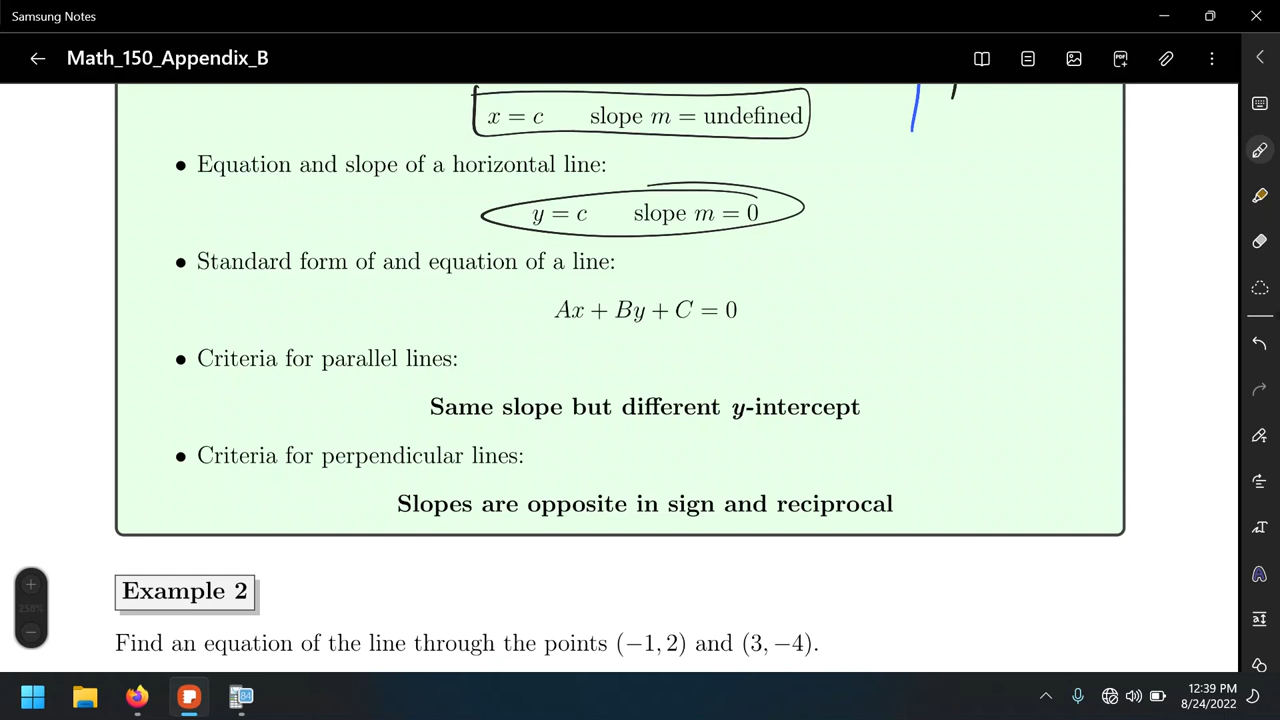 Samsung Notes
Math_150_Appendix_B
x = c slope m = undefined
• Equation and slope of a horizontal line:
y = c slope m = 0
• Standard form of and equation of a line:
Ax + By + C = 0
• Criteria for parallel lines:
Same slope but different y-intercept
• Criteria for perpendicular lines:
Slopes are opposite in sign and reciprocal
Example 2
Find an equation of the line through the points (−1, 2) and (3, −4).
12:39 PM
8/24/2022